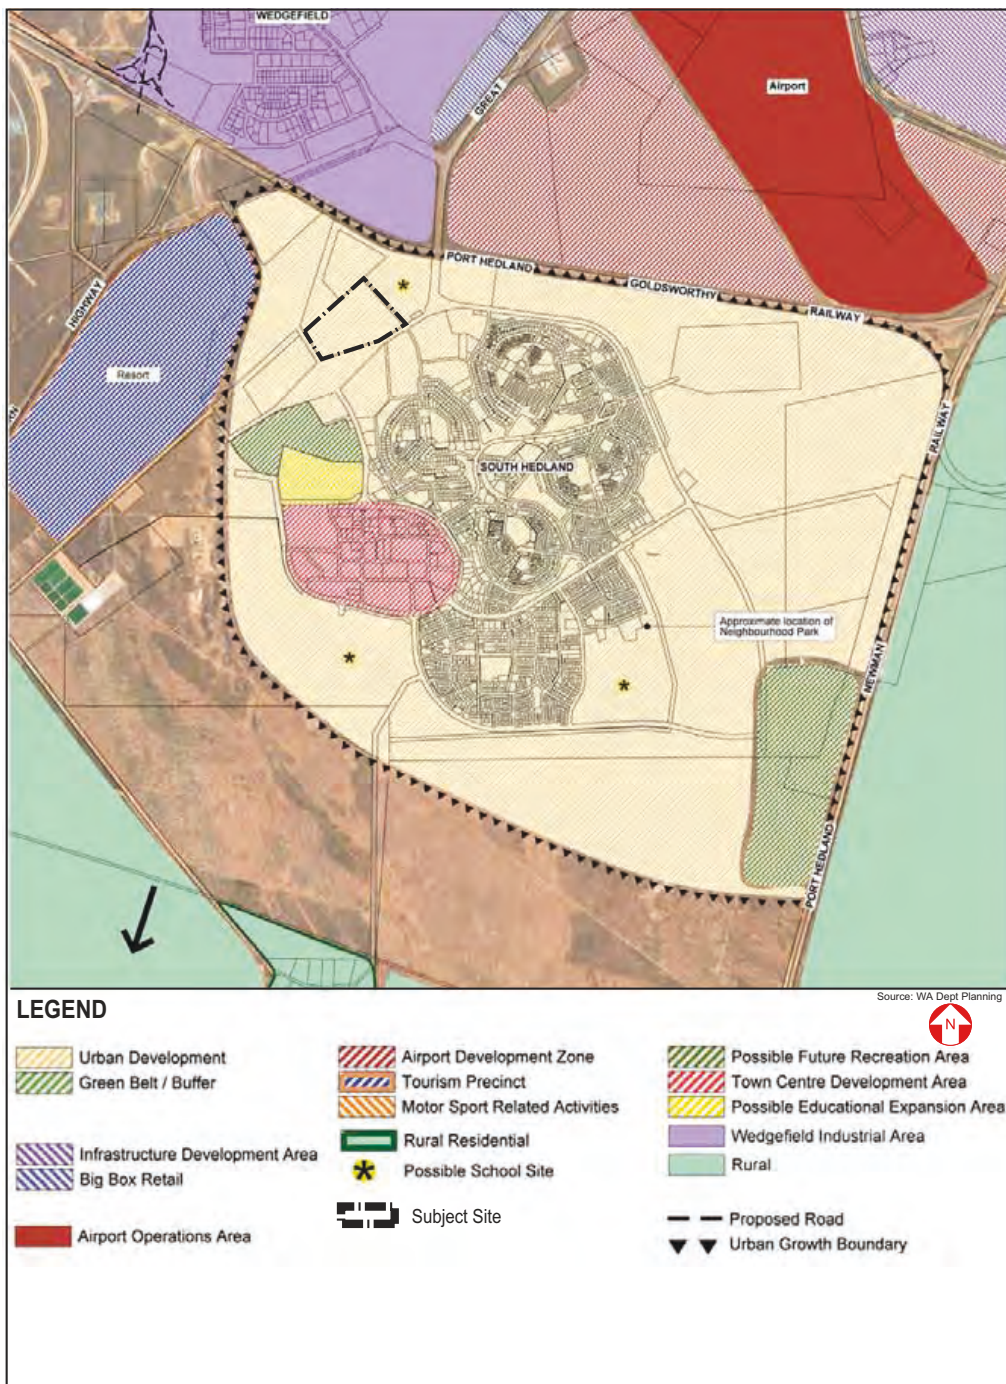 WEDGEFIELD
GREAT
Airport
PORT HEDLAND
GOLDSWORTHY
RAILWAY
HIGHWAY
Resort
RAILWAY
SOUTH HEDLAND
Approximate location of
Neighbourhood Park
NEWMAN
PORT HEDLAND
Source: WA Dept Planning
N
LEGEND
Urban Development
Green Belt / Buffer
Infrastructure Development Area
Big Box Retail
Airport Operations Area
Airport Development Zone
Tourism Precinct
Motor Sport Related Activities
Rural Residential
Possible School Site
Subject Site
Possible Future Recreation Area
Town Centre Development Area
Possible Educational Expansion Area
Wedgefield Industrial Area
Rural
Proposed Road
Urban Growth Boundary